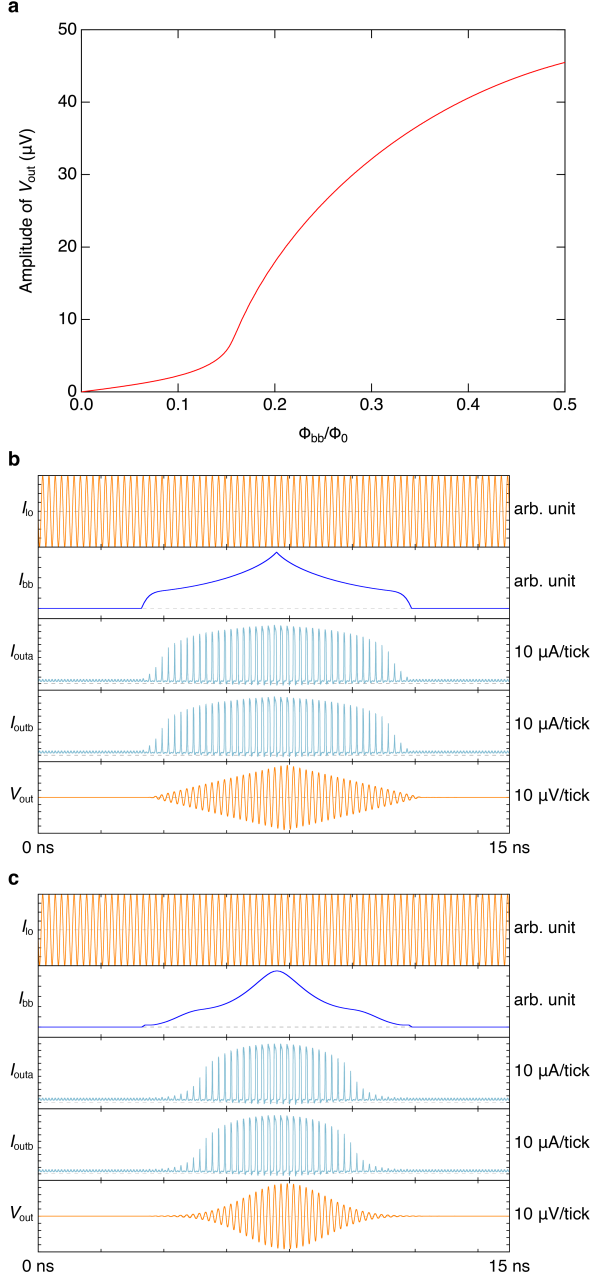 a
50
40
30
20
10
0
Amplitude of Vout (µV)
0.0 0.1 0.2 0.3 0.4 0.5
Φbb/Φ0
b
Ilo arb. unit
Ibb arb. unit
Iouta 10 µA/tick
Ioutb 10 µA/tick
Vout 10 µV/tick
0 ns 15 ns
c
Ilo arb. unit
Ibb arb. unit
Iouta 10 µA/tick
Ioutb 10 µA/tick
Vout 10 µV/tick
0 ns 15 ns